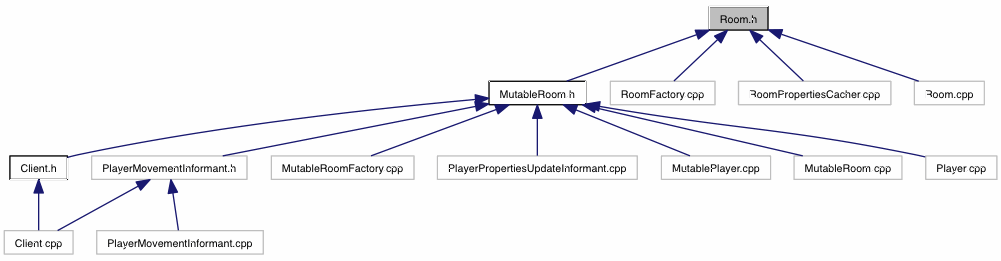 Room.h
MutableRoom.h
RoomFactory.cpp
RoomPropertiesCacher.cpp
Room.cpp
Client.h
PlayerMovementInformant.h
MutableRoomFactory.cpp
PlayerPropertiesUpdateInformant.cpp
MutablePlayer.cpp
MutableRoom.cpp
Player.cpp
Client.cpp
PlayerMovementInformant.cpp